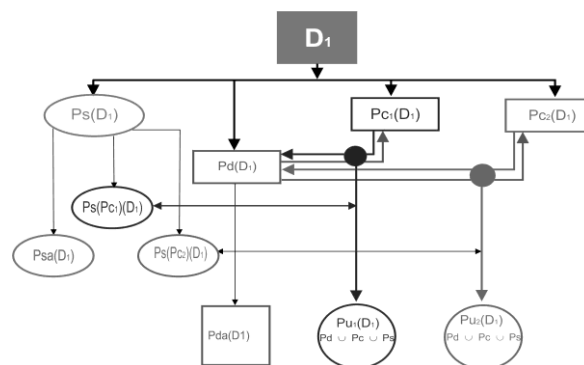 D₁
Ps(D₁)
Pc₁(D₁)
Pc₂(D₁)
Pd(D₁)
Ps(Pc₁)(D₁)
Psa(D₁)
Ps(Pc₂)(D₁)
Pda(D1)
Pu₁(D₁)
Pd ∪ Pc ∪ Ps
Pu₂(D₁)
Pd ∪ Pc ∪ Ps